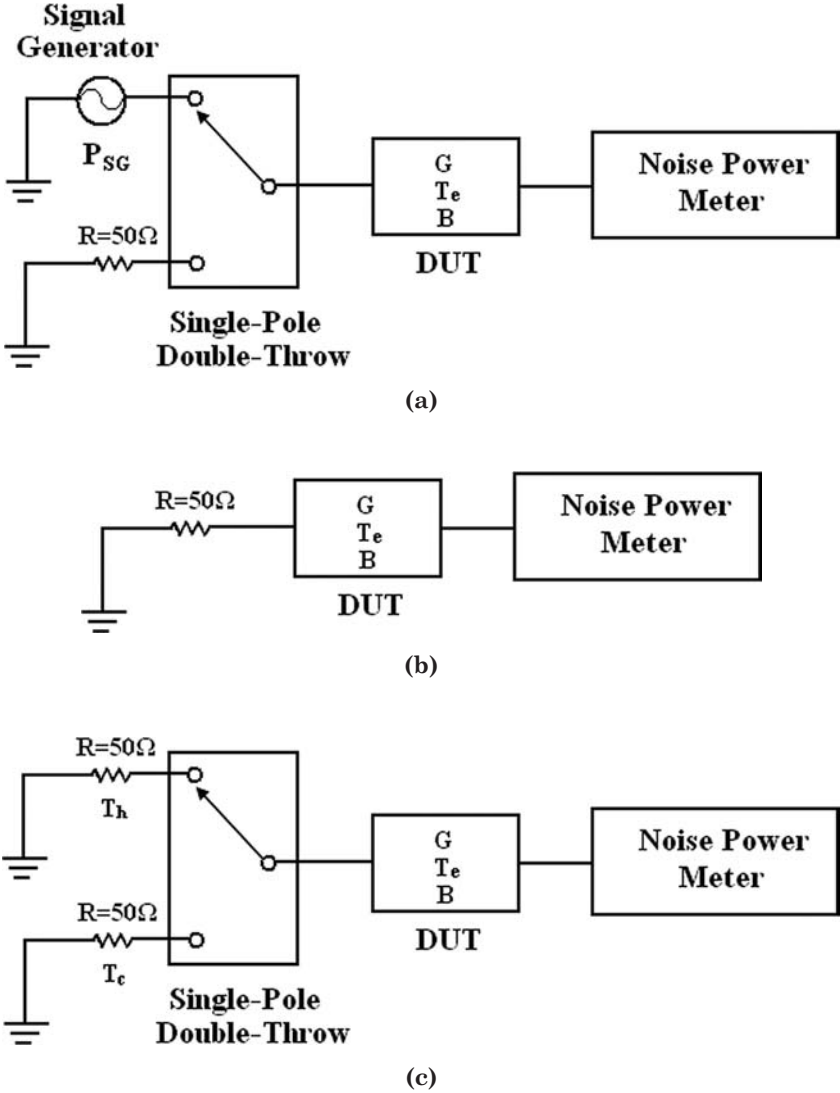 Signal
Generator
P_SG
R=50Ω
Single-Pole
Double-Throw
G
T_e
B
DUT
Noise Power
Meter
(a)
R=50Ω
G
T_e
B
DUT
Noise Power
Meter
(b)
R=50Ω
T_h
R=50Ω
T_c
Single-Pole
Double-Throw
G
T_e
B
DUT
Noise Power
Meter
(c)